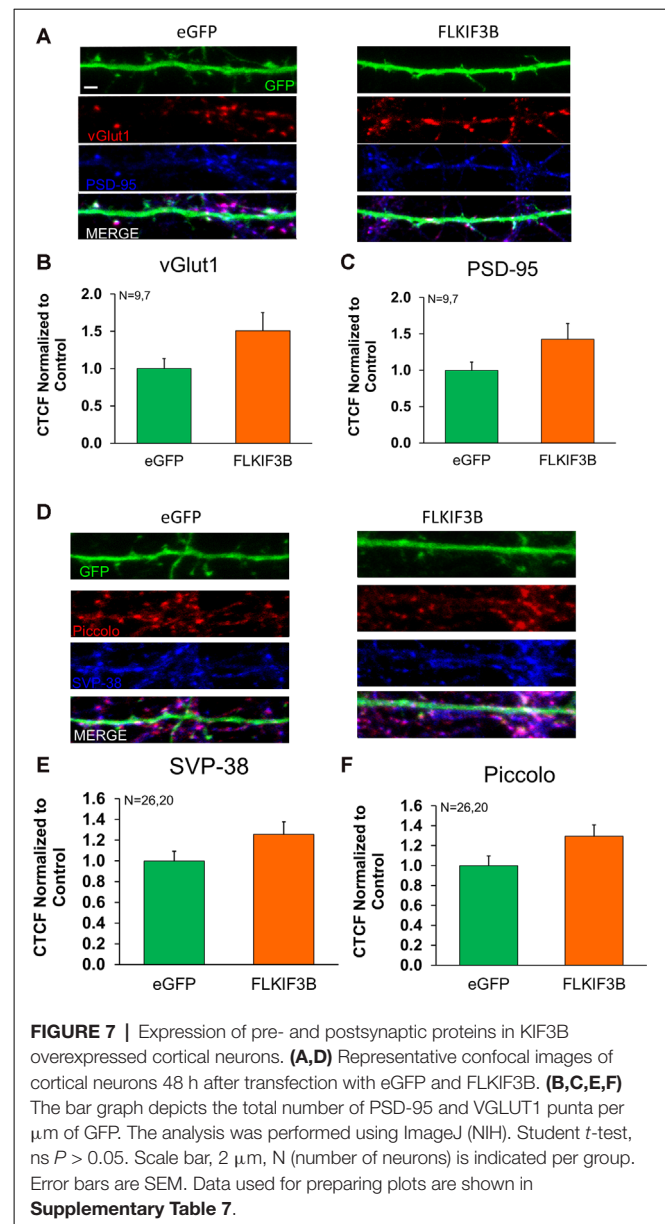 A
eGFP
FLKIF3B
GFP
vGlut1
PSD-95
MERGE
B
vGlut1
N=9,7
CTCF Normalized to
Control
2.0
1.5
1.0
0.5
0.0
eGFP
FLKIF3B
C
PSD-95
N=9,7
CTCF Normalized to
Control
2.0
1.5
1.0
0.5
0.0
eGFP
FLKIF3B
D
eGFP
FLKIF3B
GFP
Piccolo
SVP-38
MERGE
E
SVP-38
N=26,20
CTCF Normalized to
Control
1.6
1.4
1.2
1.0
0.8
0.6
0.4
0.2
0.0
eGFP
FLKIF3B
F
Piccolo
N=26,20
CTCF Normalized to
Control
1.6
1.4
1.2
1.0
0.8
0.6
0.4
0.2
0.0
eGFP
FLKIF3B
FIGURE 7 | Expression of pre- and postsynaptic proteins in KIF3B
overexpressed cortical neurons. (A,D) Representative confocal images of
cortical neurons 48 h after transfection with eGFP and FLKIF3B. (B,C,E,F)
The bar graph depicts the total number of PSD-95 and VGLUT1 punta per
μm of GFP. The analysis was performed using ImageJ (NIH). Student t-test,
ns P > 0.05. Scale bar, 2 μm, N (number of neurons) is indicated per group.
Error bars are SEM. Data used for preparing plots are shown in
Supplementary Table 7.